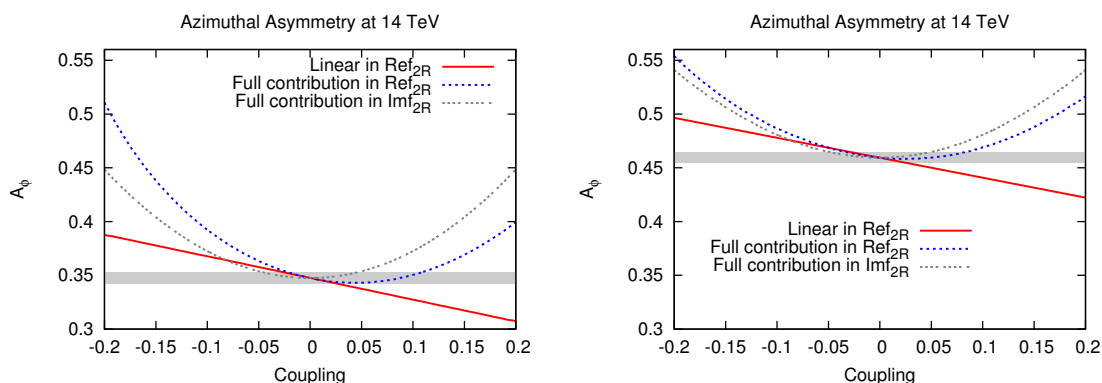 Azimuthal Asymmetry at 14 TeV
0.55
0.5
0.45
0.4
0.35
0.3
Aϕ
Linear in Ref2R
Full contribution in Ref2R
Full contribution in Imf2R
-0.2 -0.15 -0.1 -0.05 0 0.05 0.1 0.15 0.2
Coupling
Azimuthal Asymmetry at 14 TeV
0.55
0.5
0.45
0.4
0.35
0.3
Aϕ
Linear in Ref2R
Full contribution in Ref2R
Full contribution in Imf2R
-0.2 -0.15 -0.1 -0.05 0 0.05 0.1 0.15 0.2
Coupling